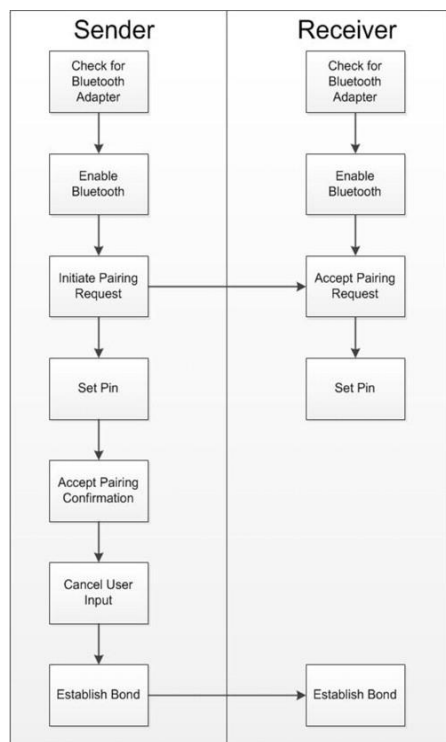 Sender
Receiver
Check for
Bluetooth
Adapter
Check for
Bluetooth
Adapter
Enable
Bluetooth
Enable
Bluetooth
Initiate Pairing
Request
Accept Pairing
Request
Set Pin
Set Pin
Accept Pairing
Confirmation
Cancel User
Input
Establish Bond
Establish Bond